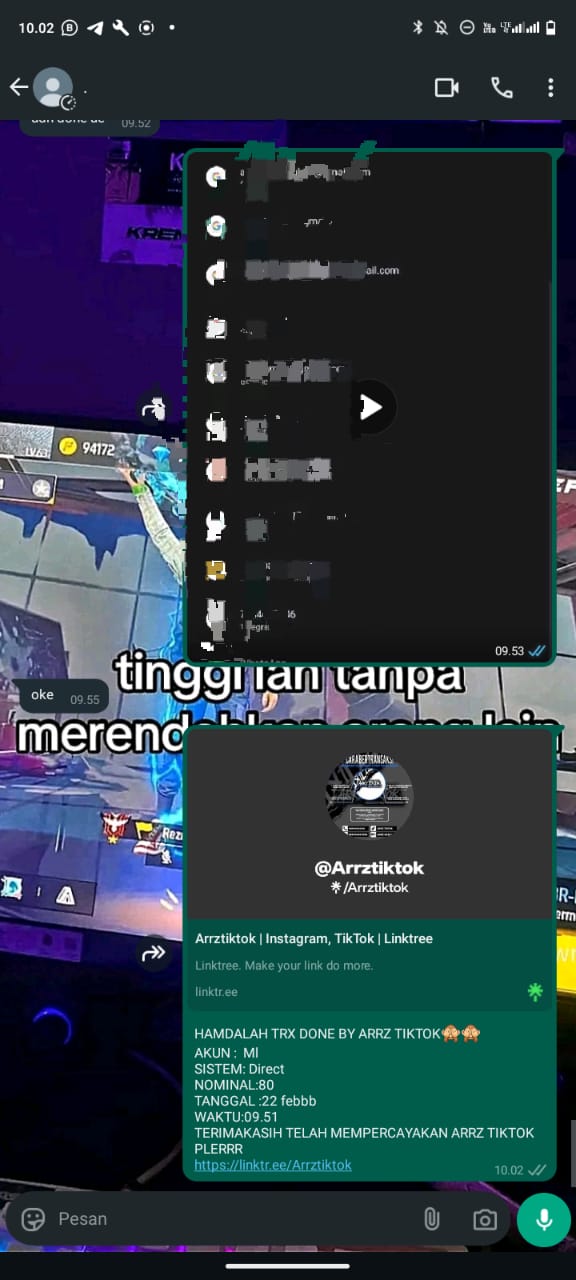 10.02
.
09.52
94172
ail.com
09.53
tinggi lah tanpa
oke 09.55
@Arrztiktok
/Arrztiktok
Arrztiktok | Instagram, TikTok | Linktree
Linktree. Make your link do more.
linktr.ee
HAMDALAH TRX DONE BY ARRZ TIKTOK🙈🙈
AKUN : Ml
SISTEM: Direct
NOMINAL:80
TANGGAL :22 febbb
WAKTU:09.51
TERIMAKASIH TELAH MEMPERCAYAKAN ARRZ TIKTOK
PLERRR
https://linktr.ee/Arrztiktok
10.02
Pesan